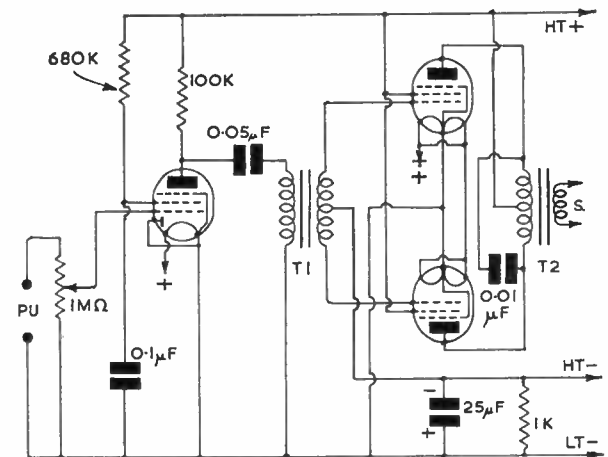 HT+
680K
100K
0·05µF
T1
T2
S.
PU
1MΩ
0·1µF
0·01
µF
HT−
25µF
1K
LT−
+
+
+
−
+